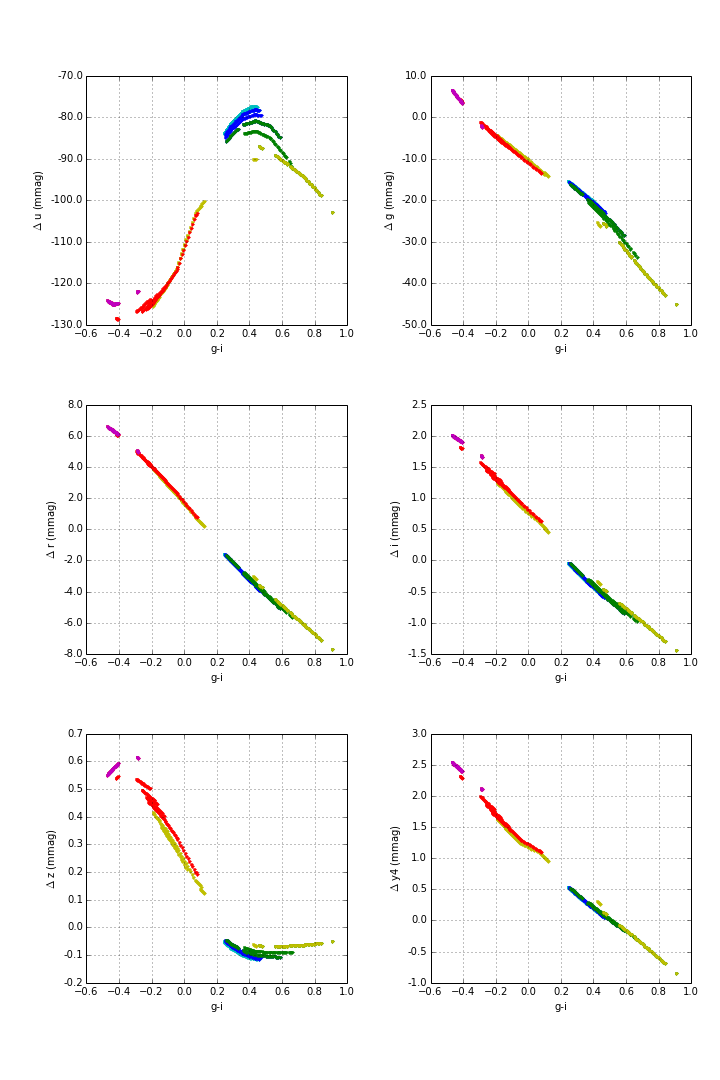 -70.0
-80.0
-90.0
-100.0
-110.0
-120.0
-130.0
Δ u (mmag)
−0.6 −0.4 −0.2 0.0 0.2 0.4 0.6 0.8 1.0
g-i
10.0
0.0
-10.0
-20.0
-30.0
-40.0
-50.0
Δ g (mmag)
−0.6 −0.4 −0.2 0.0 0.2 0.4 0.6 0.8 1.0
g-i
8.0
6.0
4.0
2.0
0.0
-2.0
-4.0
-6.0
-8.0
Δ r (mmag)
−0.6 −0.4 −0.2 0.0 0.2 0.4 0.6 0.8 1.0
g-i
2.5
2.0
1.5
1.0
0.5
0.0
-0.5
-1.0
-1.5
Δ i (mmag)
−0.6 −0.4 −0.2 0.0 0.2 0.4 0.6 0.8 1.0
g-i
0.7
0.6
0.5
0.4
0.3
0.2
0.1
0.0
-0.1
-0.2
Δ z (mmag)
−0.6 −0.4 −0.2 0.0 0.2 0.4 0.6 0.8 1.0
g-i
3.0
2.5
2.0
1.5
1.0
0.5
0.0
-0.5
-1.0
Δ y4 (mmag)
−0.6 −0.4 −0.2 0.0 0.2 0.4 0.6 0.8 1.0
g-i